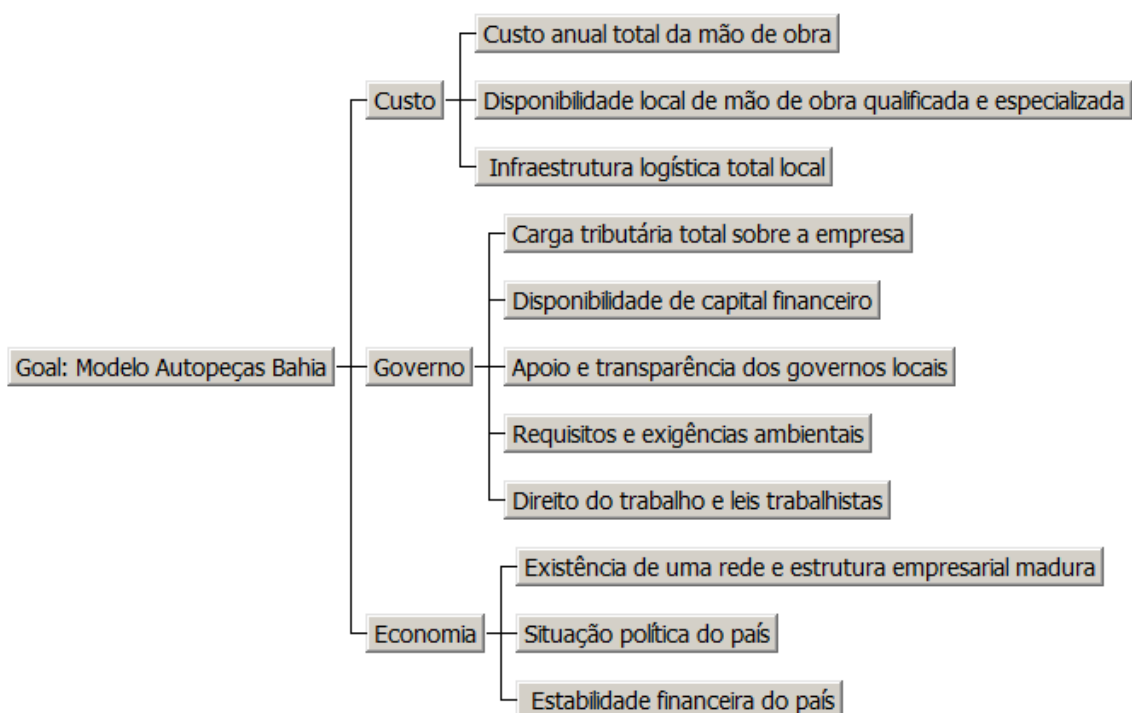 Custo anual total da mão de obra
Custo
Disponibilidade local de mão de obra qualificada e especializada
Infraestrutura logística total local
Carga tributária total sobre a empresa
Disponibilidade de capital financeiro
Goal: Modelo Autopeças Bahia
Governo
Apoio e transparência dos governos locais
Requisitos e exigências ambientais
Direito do trabalho e leis trabalhistas
Existência de uma rede e estrutura empresarial madura
Economia
Situação política do país
Estabilidade financeira do país